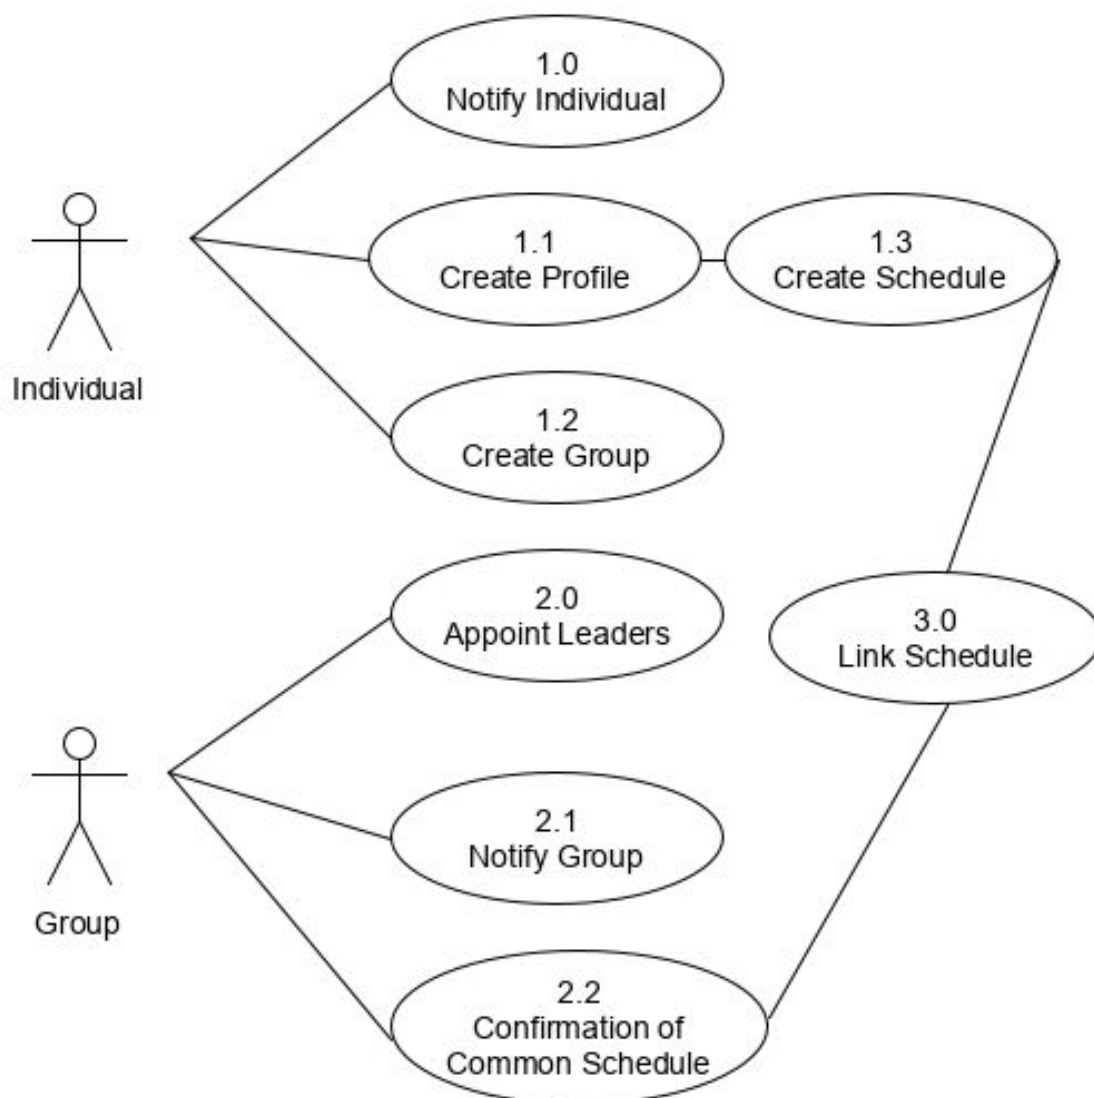 1.0
Notify Individual
1.1
Create Profile
1.3
Create Schedule
Individual
1.2
Create Group
2.0
Appoint Leaders
3.0
Link Schedule
2.1
Notify Group
Group
2.2
Confirmation of
Common Schedule